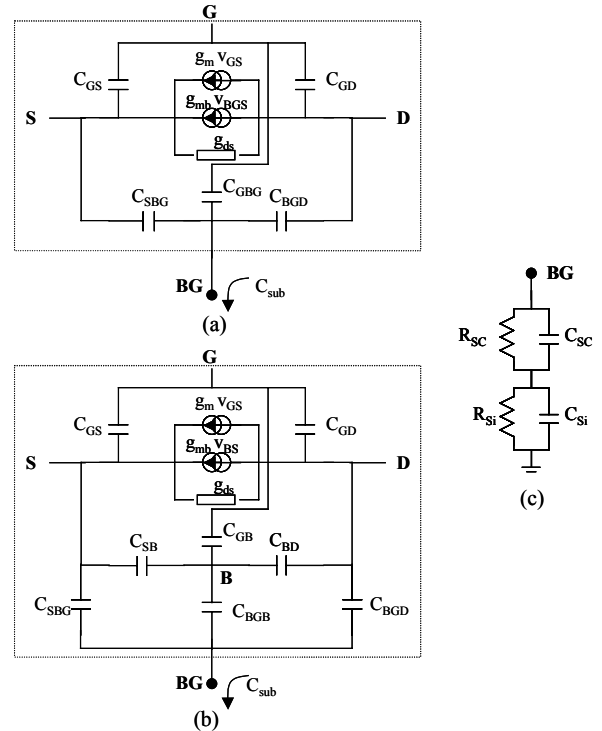 G
g_m v_GS
C_GS
C_GD
g_mb v_BGS
S
D
g_ds
C_GBG
C_SBG
C_BGD
BG
C_sub
(a)
G
g_m v_GS
C_GS
C_GD
g_mb v_BS
S
D
g_ds
C_GB
C_SB
C_BD
B
C_SBG
C_BGB
C_BGD
BG
C_sub
(b)
BG
R_SC
C_SC
R_Si
C_Si
(c)